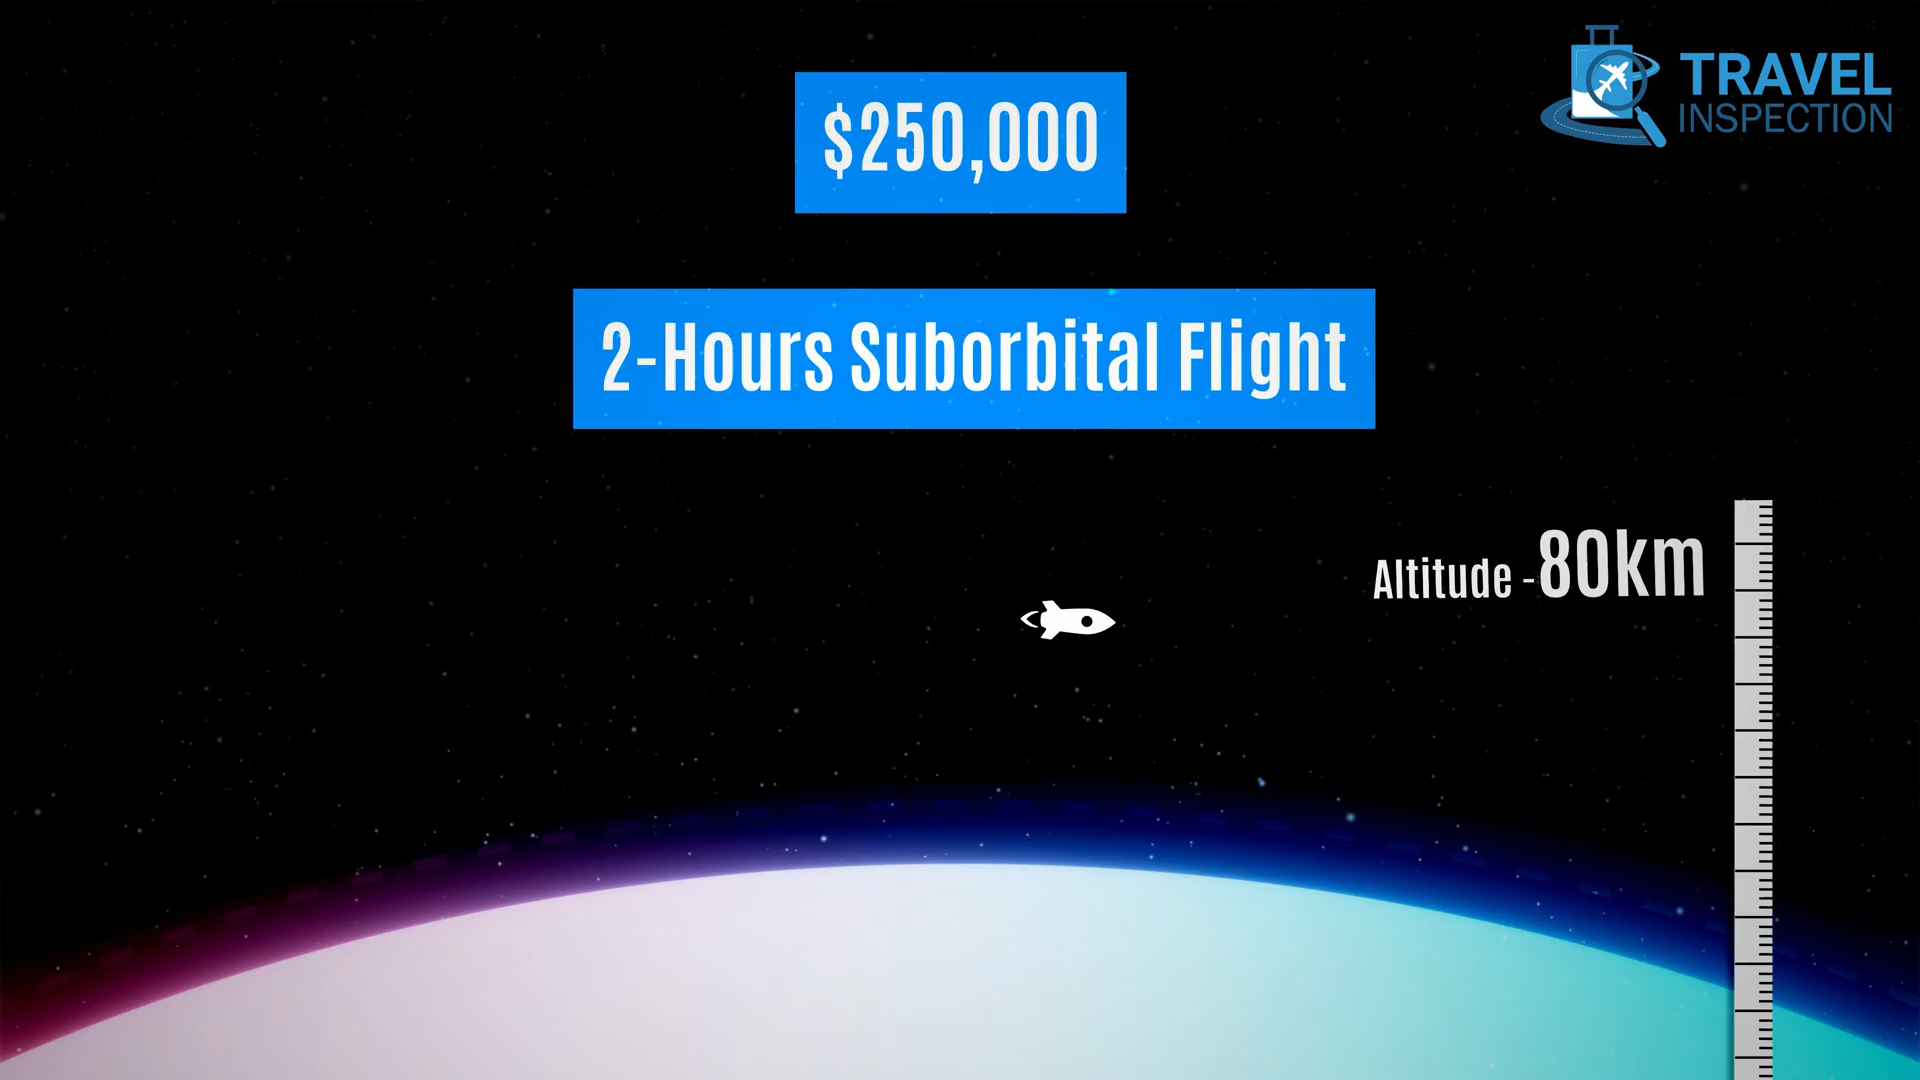 $250,000
TRAVEL
INSPECTION
2-Hours Suborbital Flight
Altitude -80km